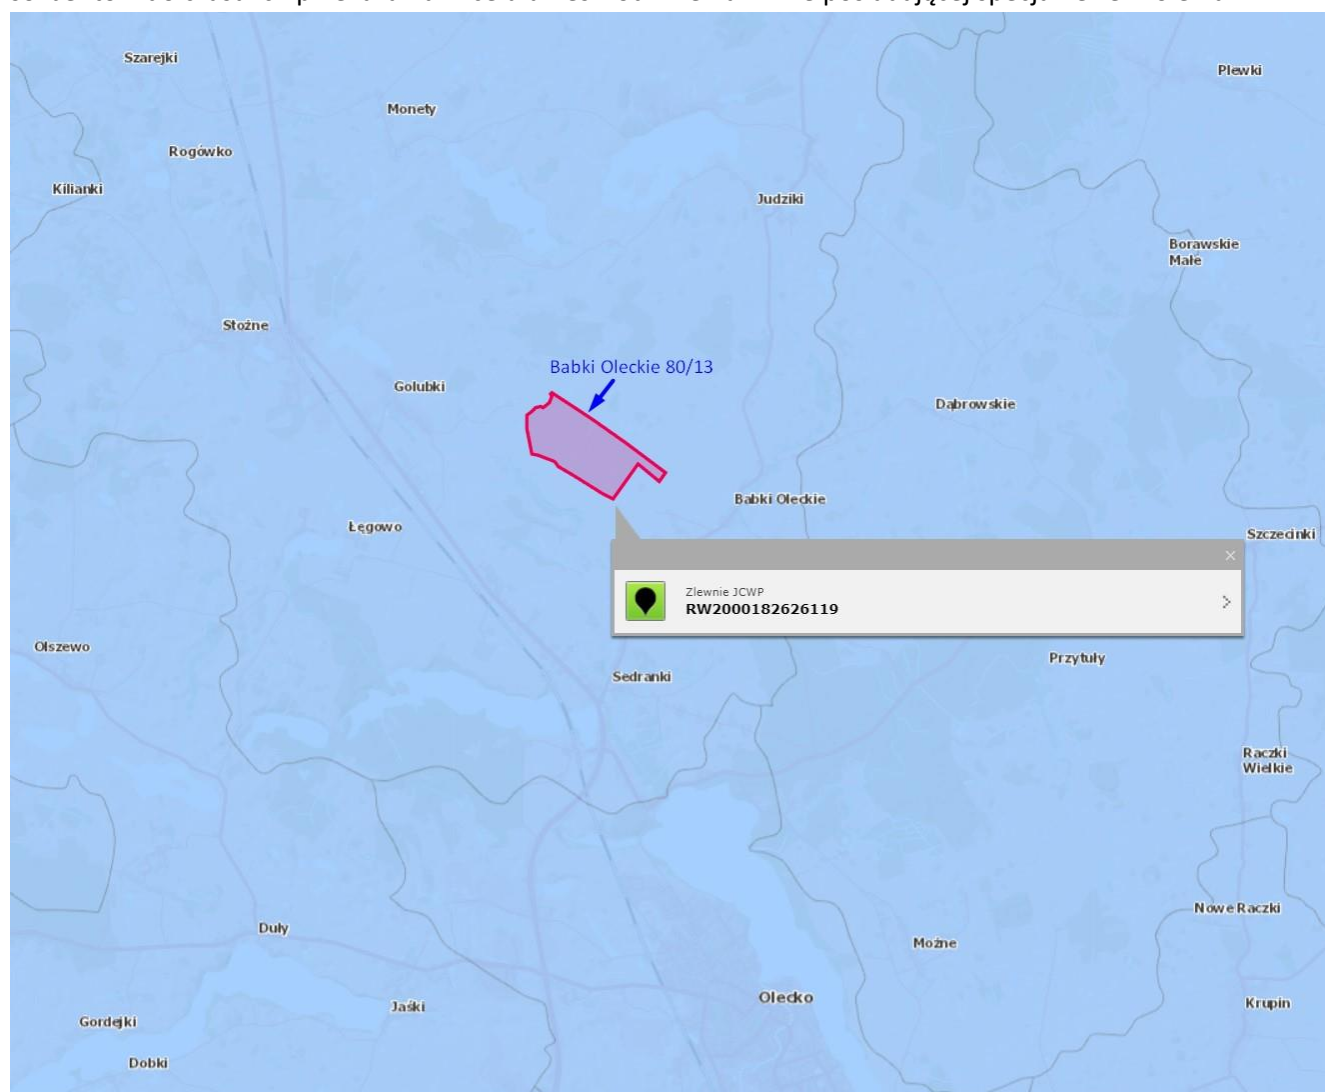 Szarejki
Plewki
Monety
Rogówko
Kilianki
Judziki
Borawskie
Małe
Stożne
Babki Oleckie 80/13
Golubki
Dąbrowskie
Babki Oleckie
Łęgowo
Szczecinki
Zlewnie JCWP
RW2000182626119
Olszewo
Przytuły
Sedranki
Raczki
Wielkie
Nowe Raczki
Duły
Możne
Olecko
Jaśki
Krupin
Gordejki
Dobki